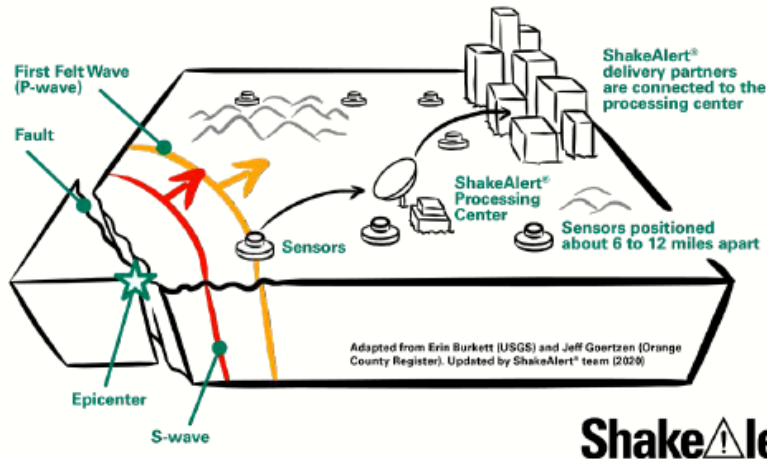 First Felt Wave
(P-wave)
Fault
ShakeAlert®
delivery partners
are connected to the
processing center
ShakeAlert®
Processing
Center
Sensors
Sensors positioned
about 6 to 12 miles apart
Adapted from Erin Burkett (USGS) and Jeff Goertzen (Orange
County Register). Updated by ShakeAlert® team (2020)
Epicenter
S-wave
Shake⚠le